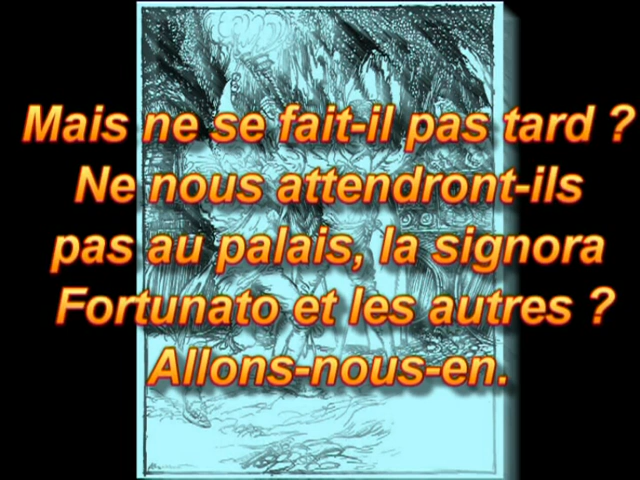 Mais ne se fait-il pas tard ?
Ne nous attendront-ils
pas au palais, la signora
Fortunato et les autres ?
Allons-nous-en.